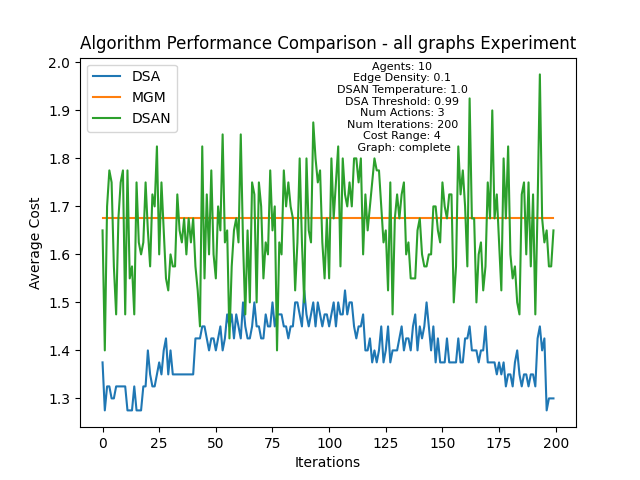 Algorithm Performance Comparison - all graphs Experiment
DSA
MGM
DSAN
Agents: 10
Edge Density: 0.1
DSAN Temperature: 1.0
DSA Threshold: 0.99
Num Actions: 3
Num Iterations: 200
Cost Range: 4
Graph: complete
Average Cost
2.0
1.9
1.8
1.7
1.6
1.5
1.4
1.3
0 25 50 75 100 125 150 175 200
Iterations